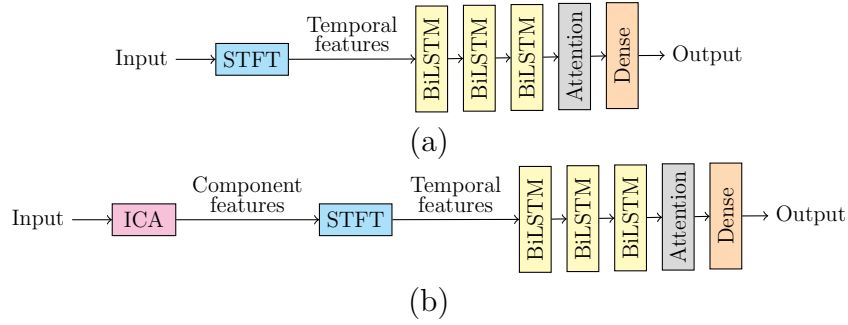 Temporal
features
Input
STFT
BiLSTM
BiLSTM
BiLSTM
Attention
Dense
Output
(a)
Component
features
Temporal
features
Input
ICA
STFT
BiLSTM
BiLSTM
BiLSTM
Attention
Dense
Output
(b)